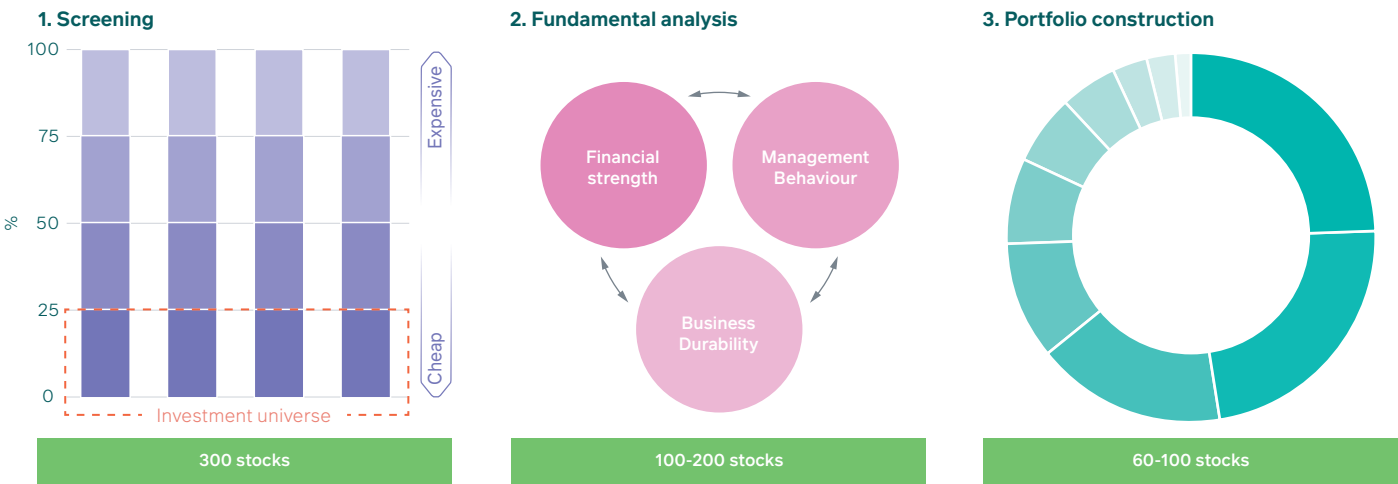 1. Screening
100
75
50
25
0
%
Expensive
Cheap
Investment universe
300 stocks
2. Fundamental analysis
Financial
strength
Management
Behaviour
Business
Durability
100-200 stocks
3. Portfolio construction
60-100 stocks